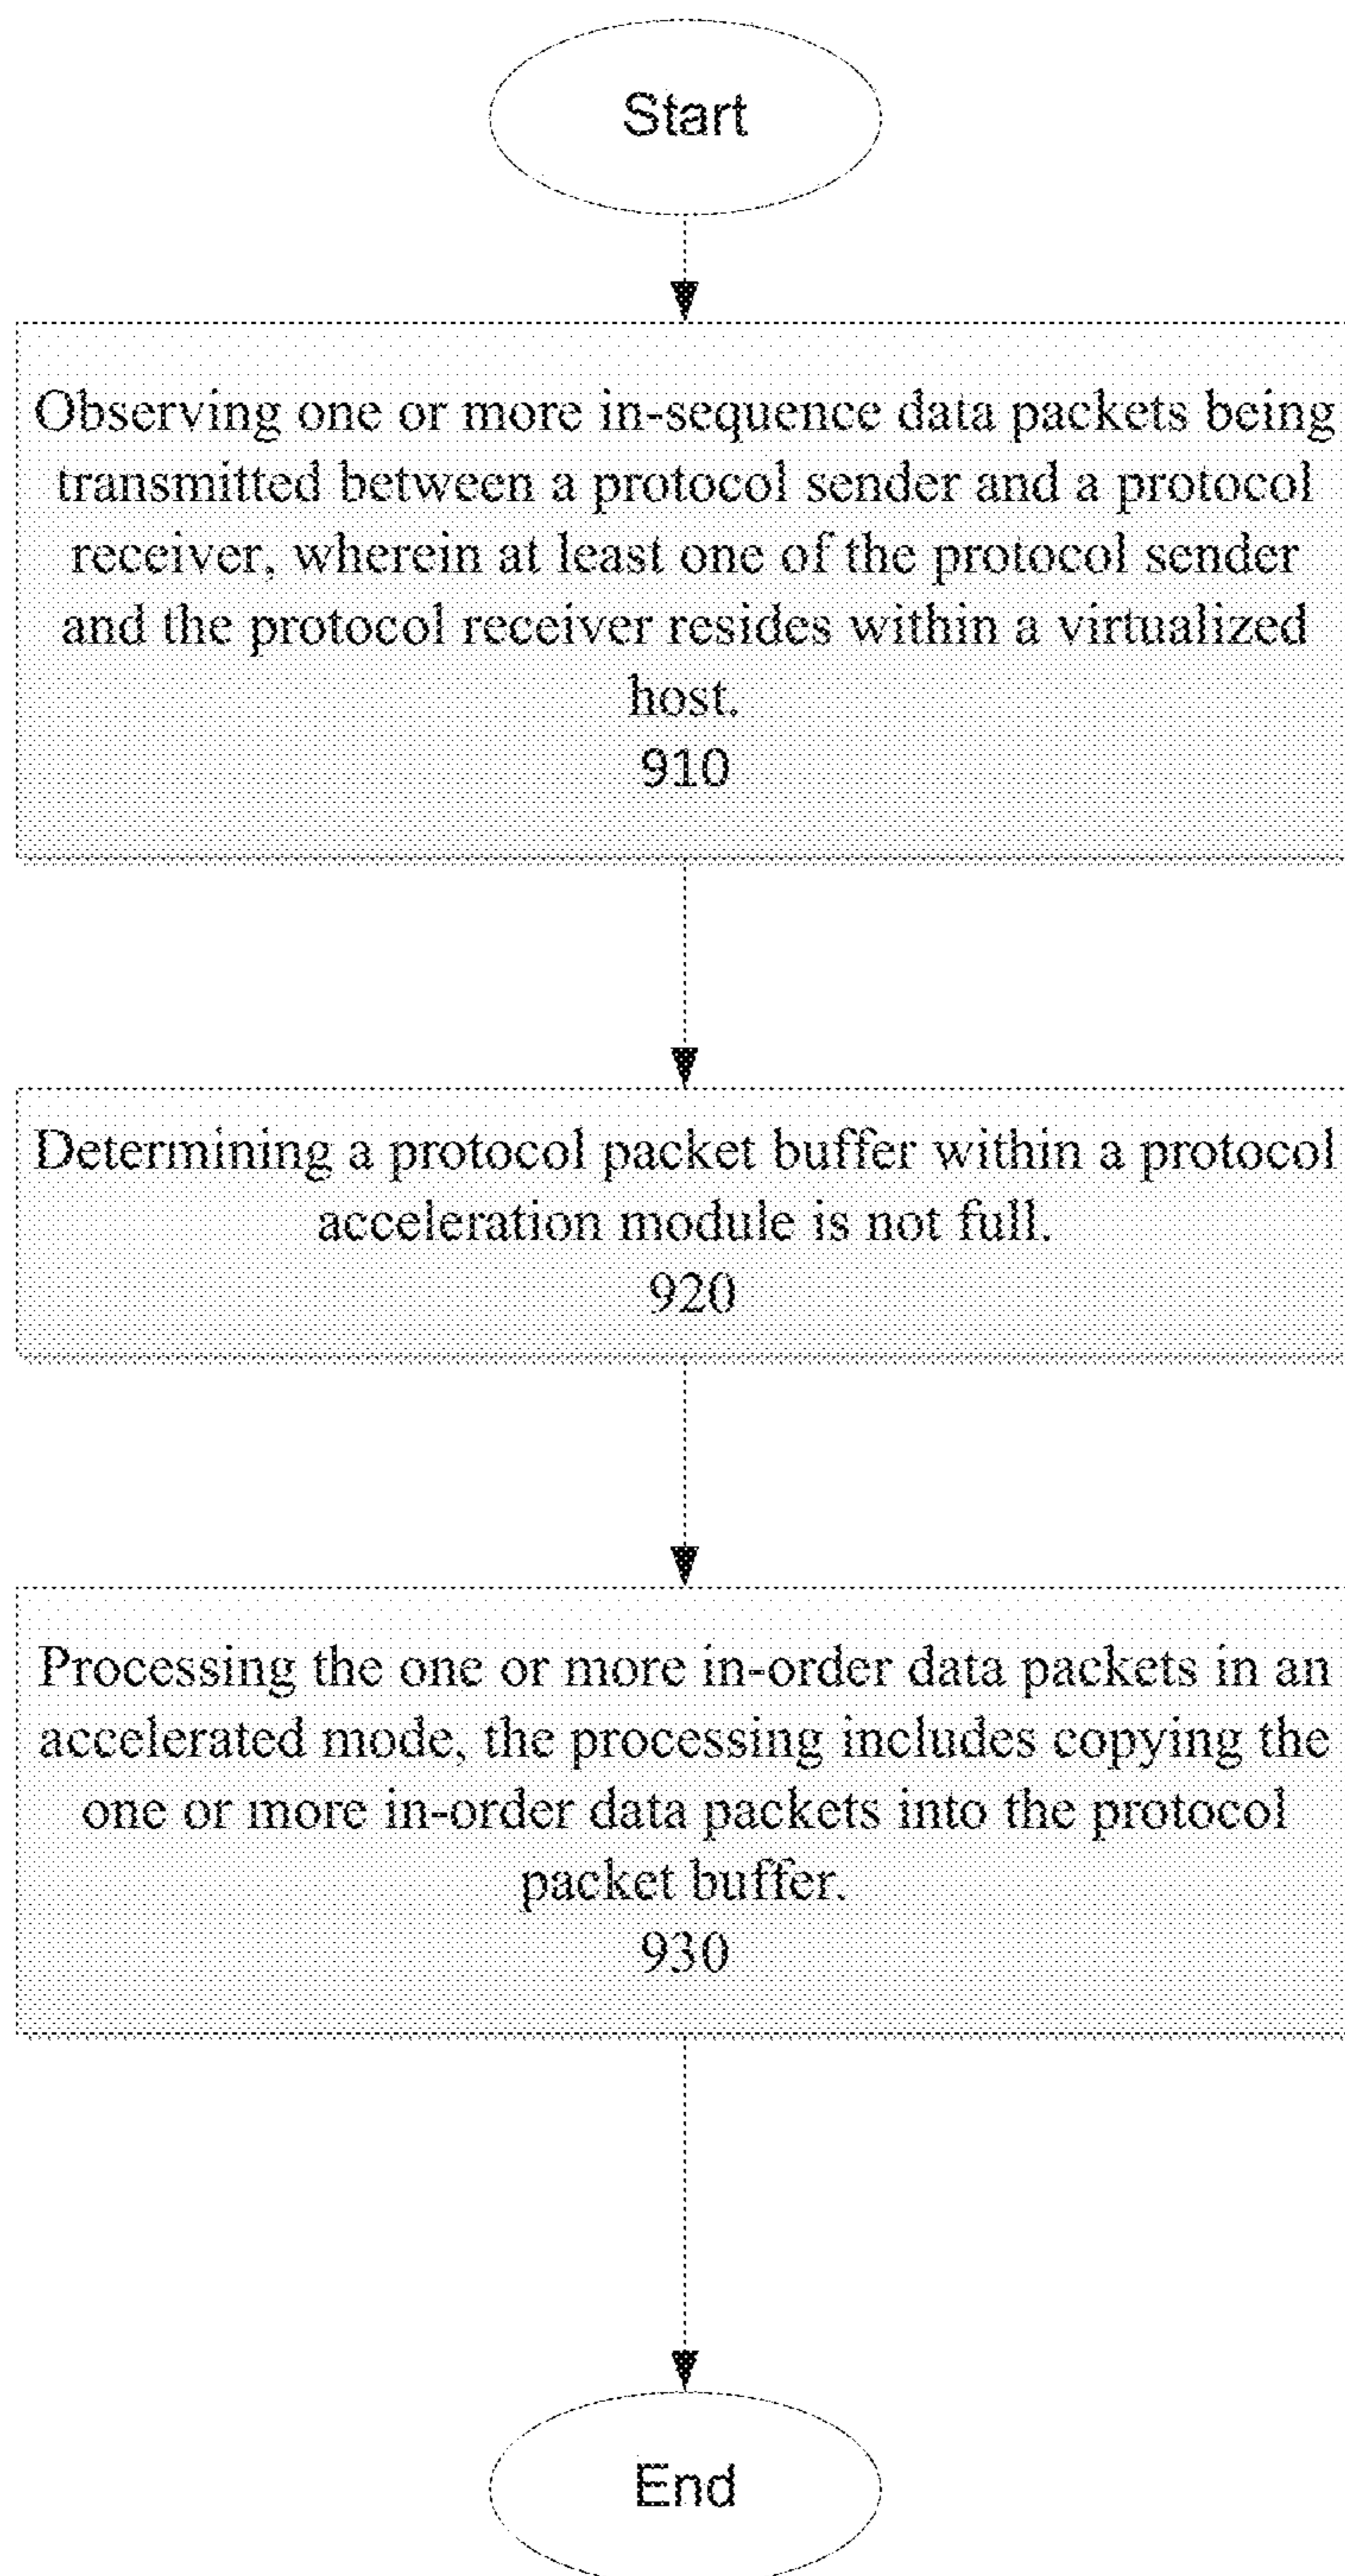 Start
Observing one or more in-sequence data packets being
transmitted between a protocol sender and a protocol
receiver, wherein at least one of the protocol sender
and the protocol receiver resides within a virtualized
host.
910
Determining a protocol packet buffer within a protocol
acceleration module is not full.
920
Processing the one or more in-order data packets in an
accelerated mode, the processing includes copying the
one or more in-order data packets into the protocol
packet buffer.
930
End